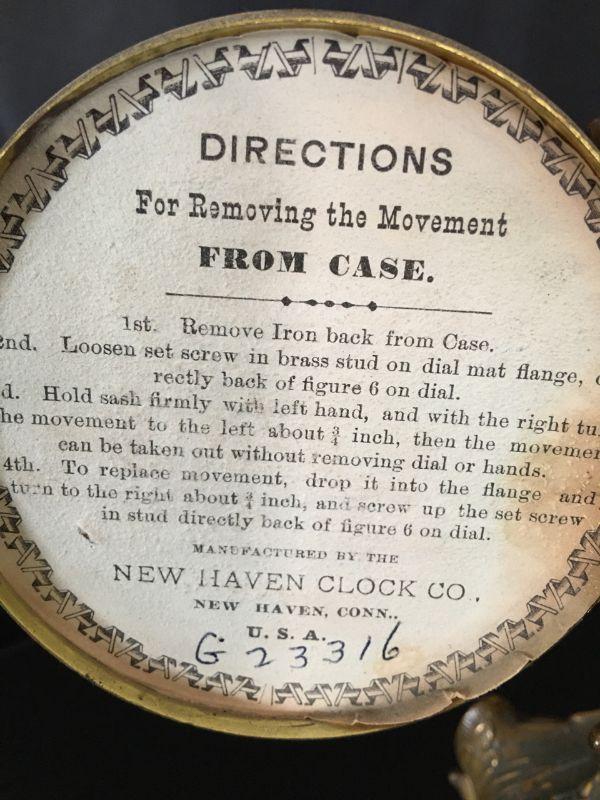 DIRECTIONS
For Removing the Movement
FROM CASE.
1st. Remove Iron back from Case.
2nd. Loosen set screw in brass stud on dial mat flange,
rectly back of figure 6 on dial.
d. Hold sash firmly with left hand, and with the right tu
he movement to the left about ¾ inch, then the movemen
can be taken out without removing dial or hands.
4th. To replace movement, drop it into the flange and
turn to the right about ¾ inch, and screw up the set screw
in stud directly back of figure 6 on dial.
MANUFACTURED BY THE
NEW HAVEN CLOCK CO.,
NEW HAVEN, CONN.,
U. S. A.
G. 23316